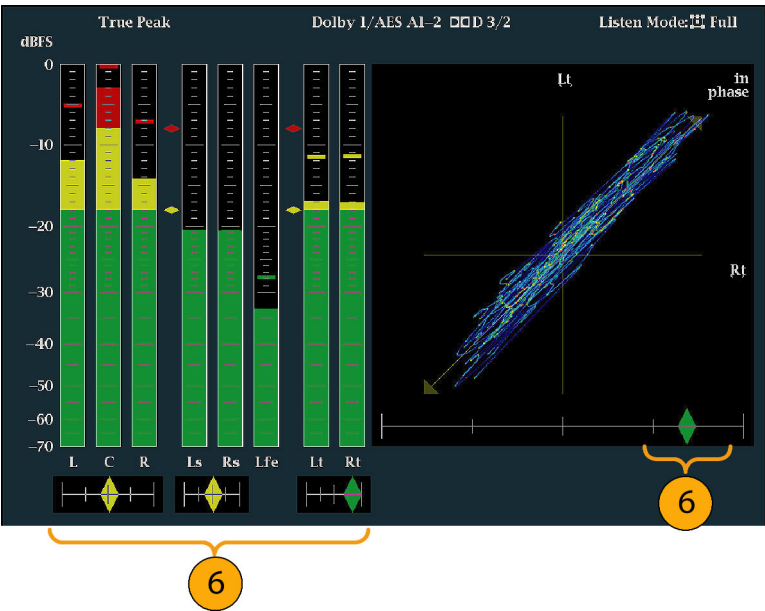 True Peak
Dolby 1/AES A1-2 ▯▯D 3/2
Listen Mode: Full
dBFS
0
-10
-20
-30
-40
-50
-60
-70
L C R Ls Rs Lfe Lt Rt
Lt
in
phase
Rt
6
6